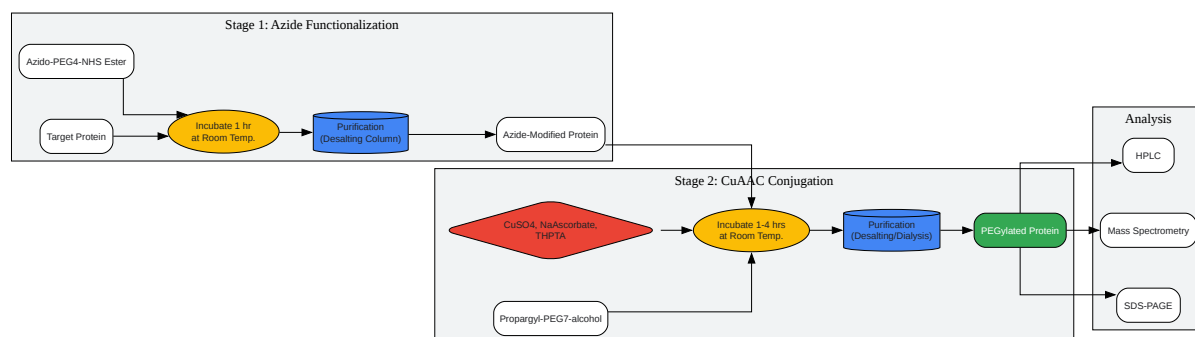 Stage 1: Azide Functionalization
Azido-PEG4-NHS Ester
Target Protein
Incubate 1 hr
at Room Temp.
Purification
(Desalting Column)
Azide-Modified Protein
Stage 2: CuAAC Conjugation
CuSO4, NaAscorbate,
THPTA
Incubate 1-4 hrs
at Room Temp.
Purification
(Desalting/Dialysis)
PEGylated Protein
Propargyl-PEG7-alcohol
Analysis
HPLC
Mass Spectrometry
SDS-PAGE